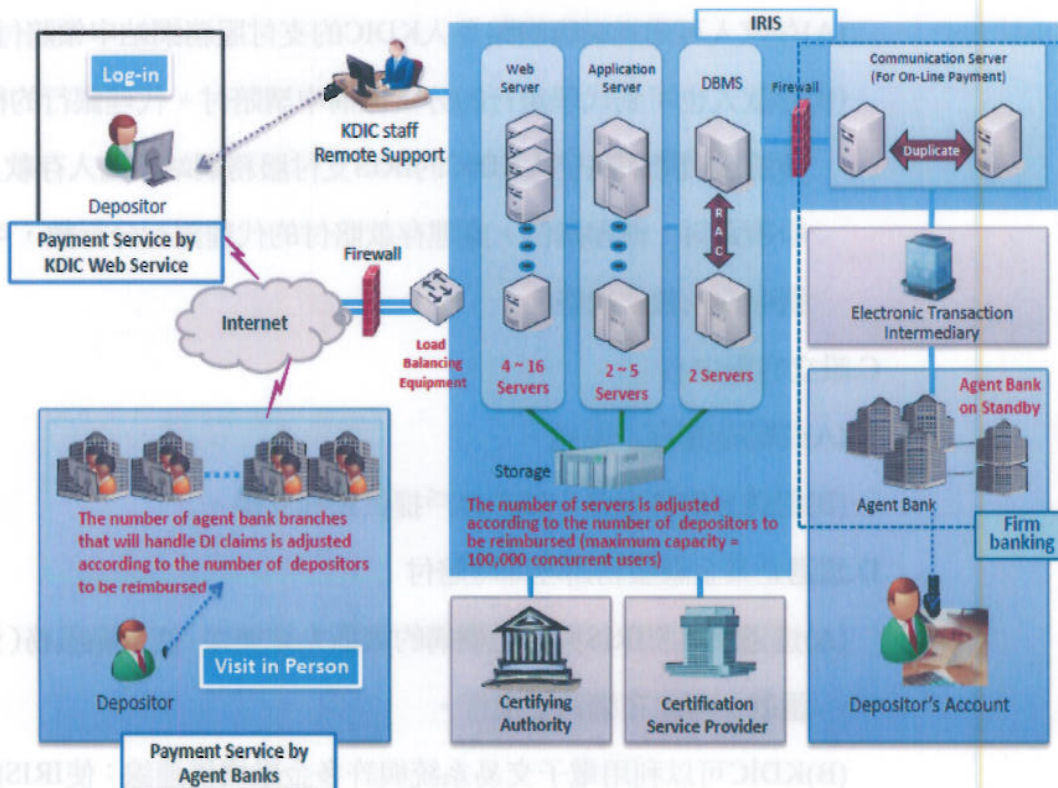 IRIS
Log-in
KDIC staff
Remote Support
Depositor
Payment Service by
KDIC Web Service
Internet
Firewall
Load
Balancing
Equipment
Web
Server
Application
Server
DBMS
RAC
4 ~ 16
Servers
2 ~ 5
Servers
2 Servers
Storage
The number of servers is adjusted
according to the number of depositors to
be reimbursed (maximum capacity =
100,000 concurrent users)
Firewall
Communication Server
(For On-Line Payment)
Duplicate
Electronic Transaction
Intermediary
Agent Bank
on Standby
Agent Bank
Firm
banking
Depositor's Account
The number of agent bank branches
that will handle DI claims is adjusted
according to the number of depositors
to be reimbursed
Visit in Person
Depositor
Payment Service by
Agent Banks
Certifying
Authority
Certification
Service Provider